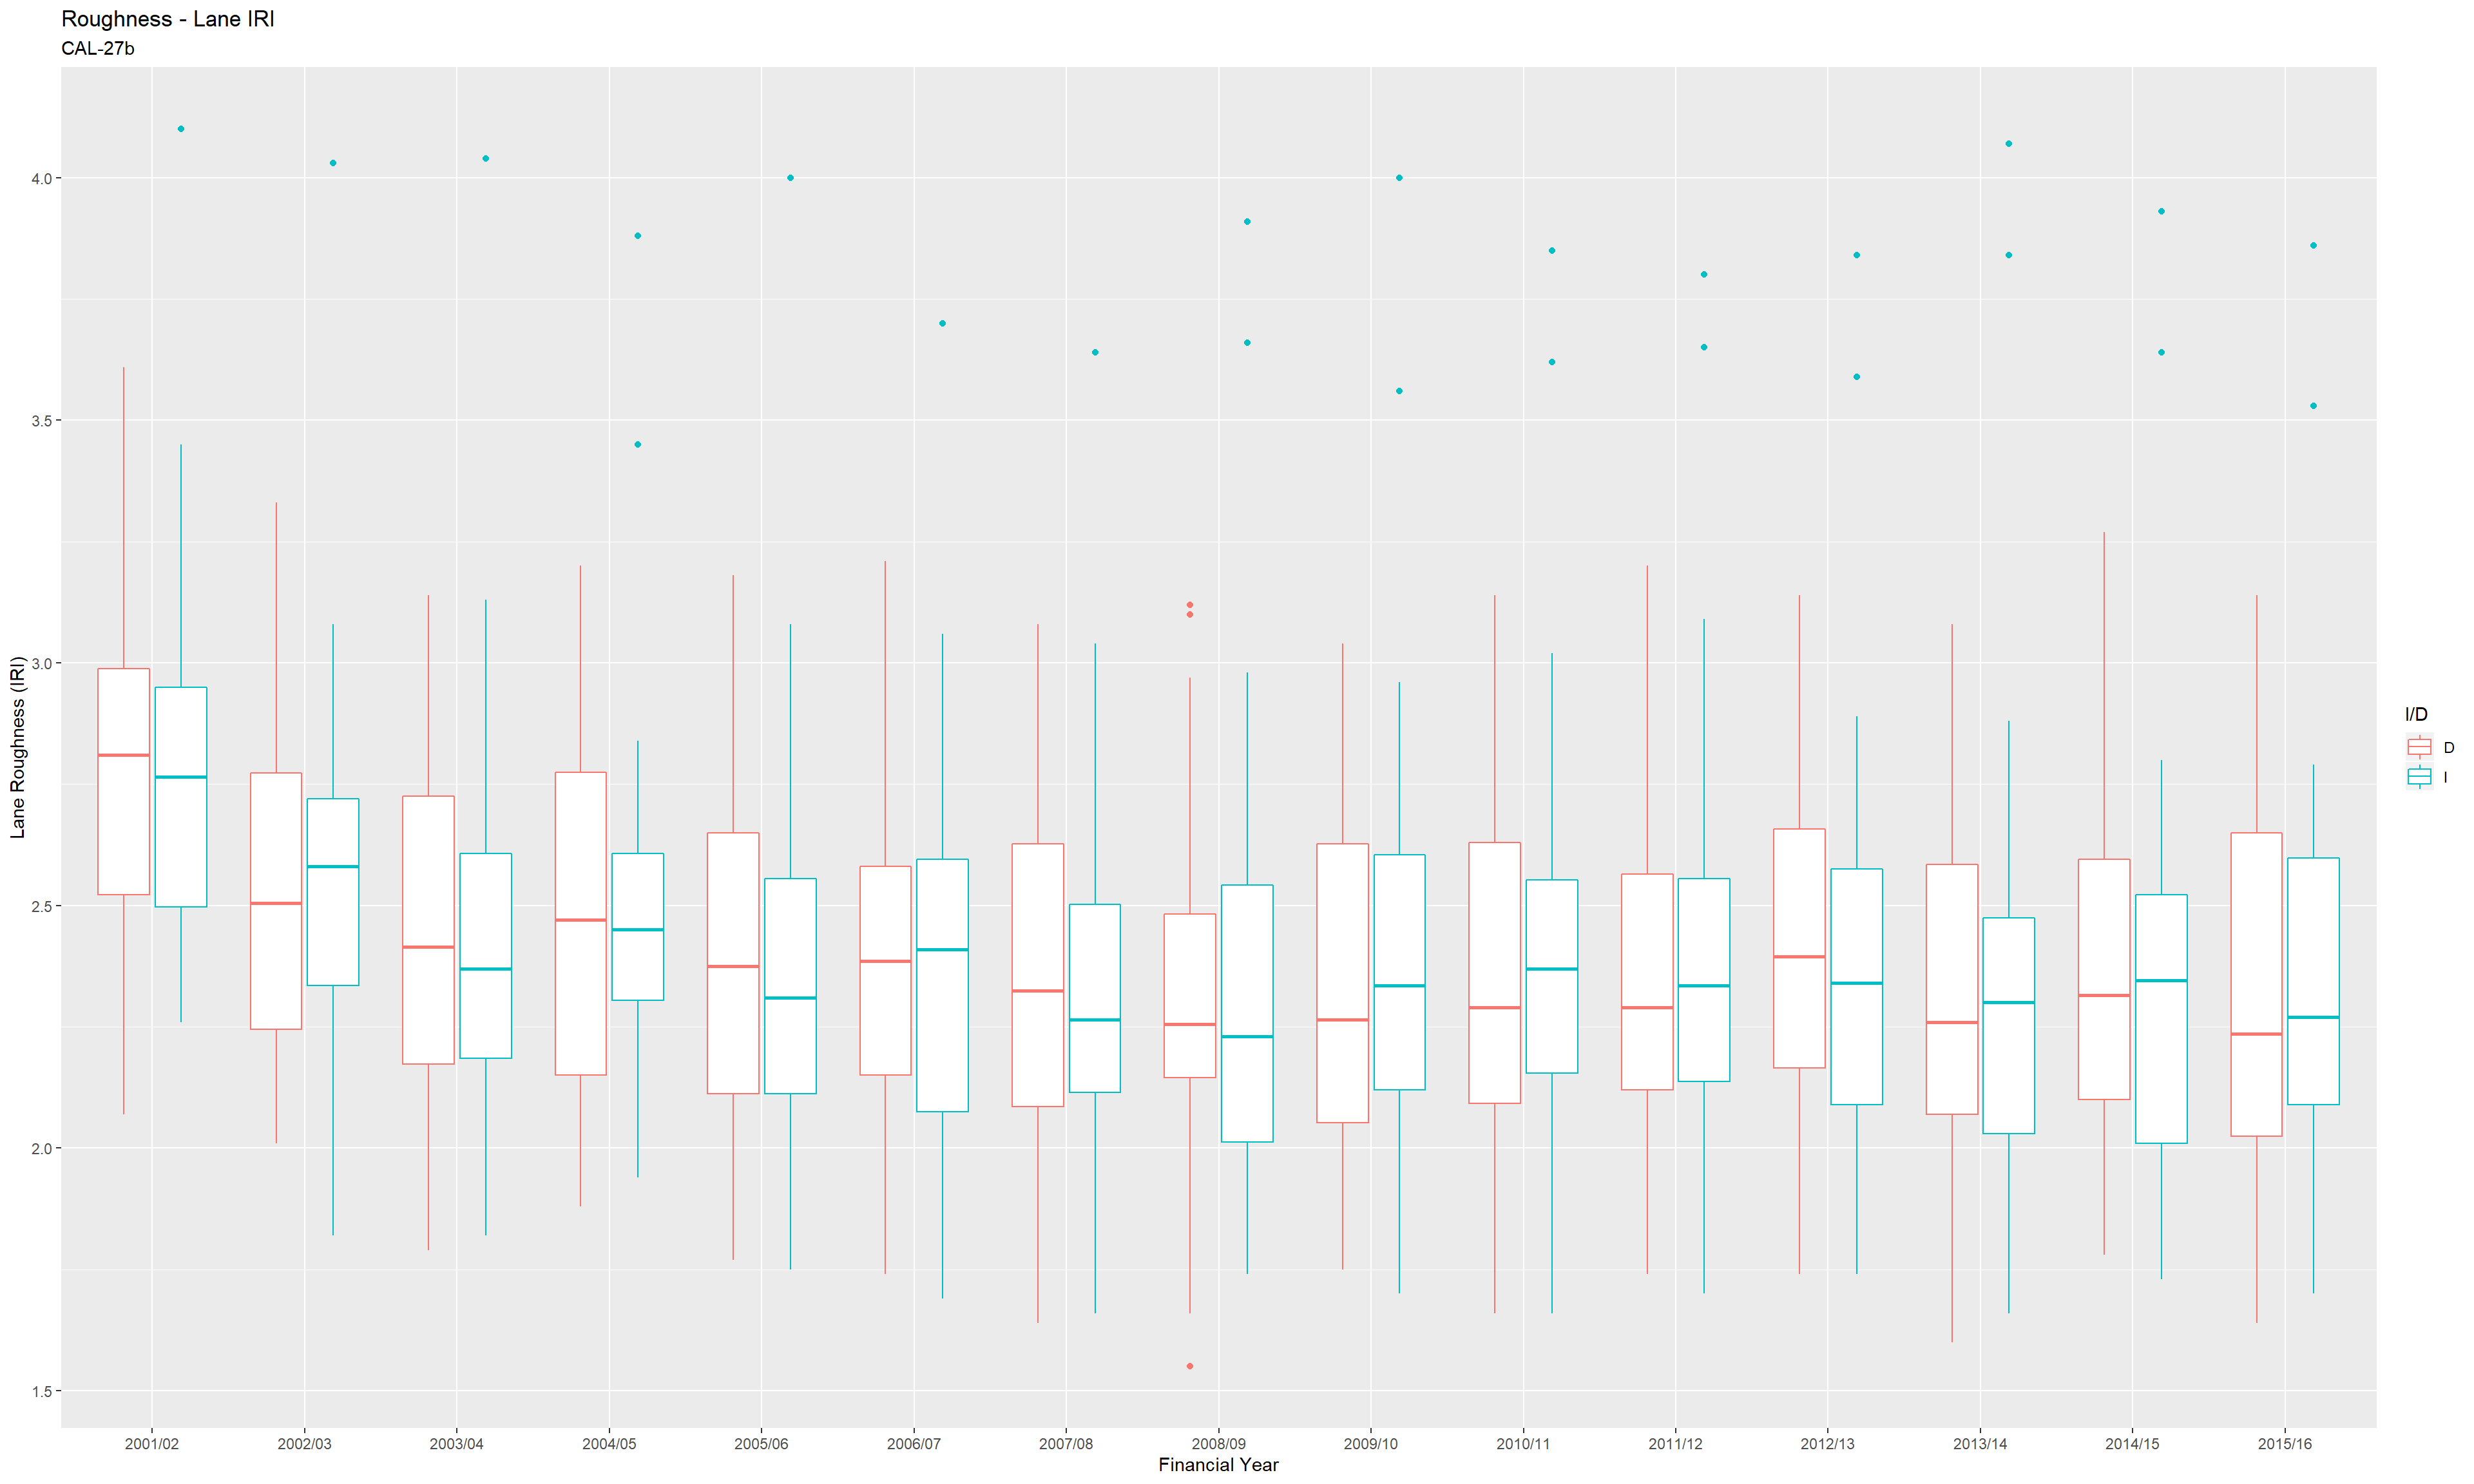 Roughness - Lane IRI
CAL-27b
Lane Roughness (IRI)
4.0
3.5
3.0
2.5
2.0
1.5
2001/02 2002/03 2003/04 2004/05 2005/06 2006/07 2007/08 2008/09 2009/10 2010/11 2011/12 2012/13 2013/14 2014/15 2015/16
Financial Year
I/D
D
I